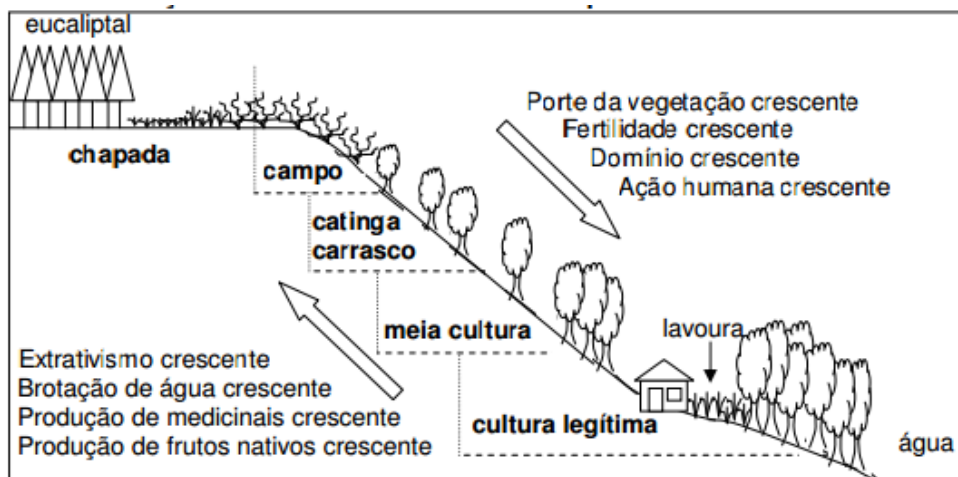 eucaliptal
chapada
campo
catinga
carrasco
meia cultura
cultura legítima
Porte da vegetação crescente
Fertilidade crescente
Domínio crescente
Ação humana crescente
Extrativismo crescente
Brotação de água crescente
Produção de medicinais crescente
Produção de frutos nativos crescente
lavoura
água